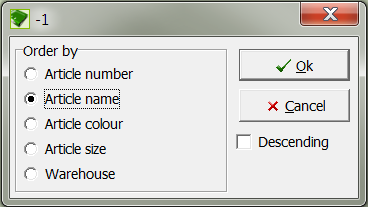 -1
Order by
Article number
Article name
Article colour
Article size
Warehouse
Ok
Cancel
Descending